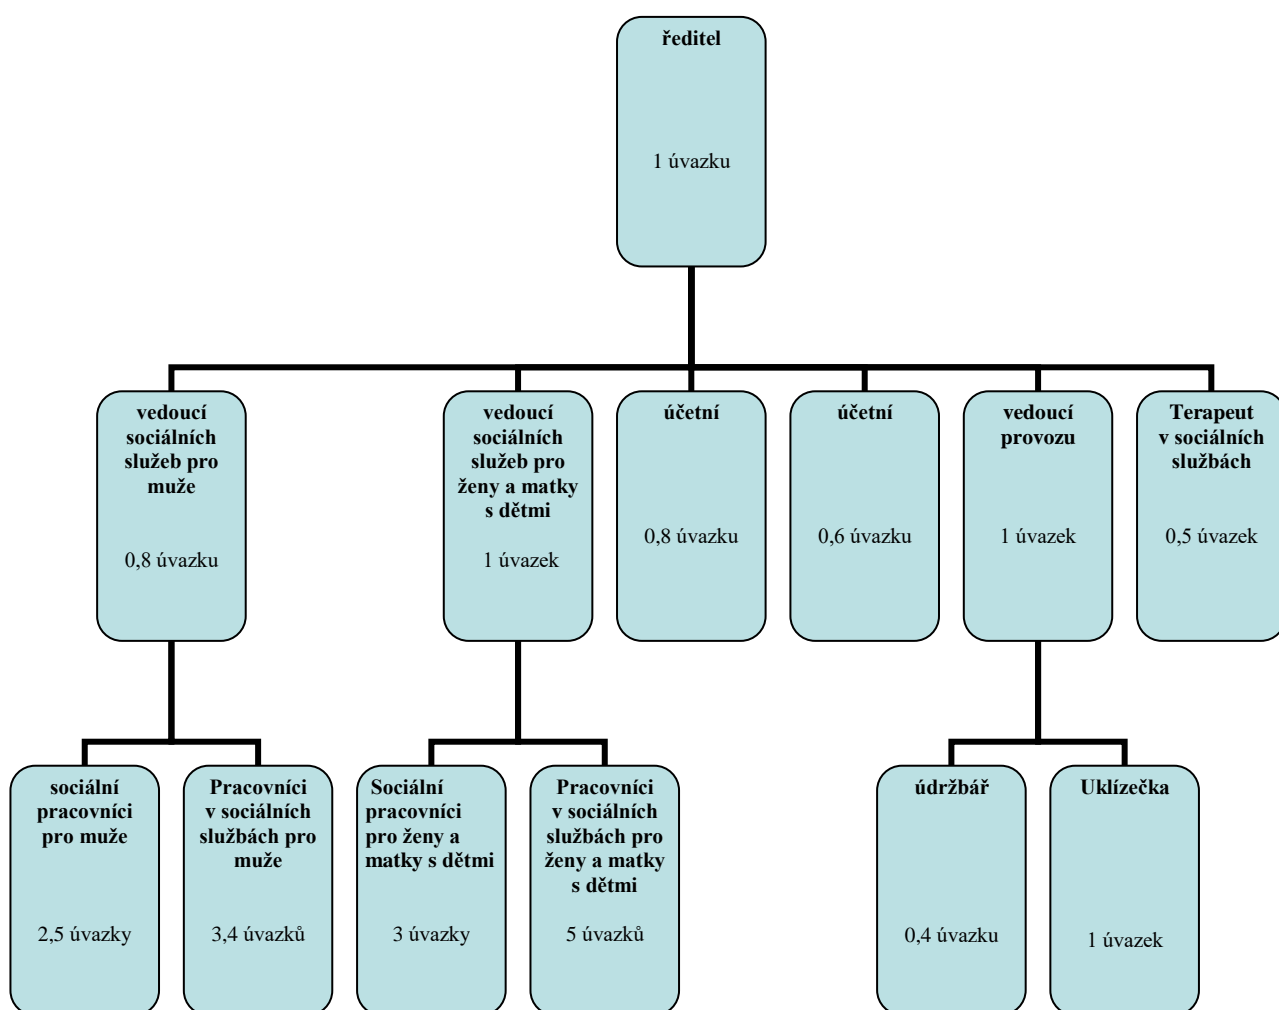 ředitel
1 úvazku
vedoucí
sociálních
služeb pro
muže
0,8 úvazku
vedoucí
sociálních
služeb pro
ženy a matky
s dětmi
1 úvazek
účetní
0,8 úvazku
účetní
0,6 úvazku
vedoucí
provozu
1 úvazek
Terapeut
v sociálních
službách
0,5 úvazek
sociální
pracovníci
pro muže
2,5 úvazky
Pracovníci
v sociálních
službách pro
muže
3,4 úvazků
Sociální
pracovníci
pro ženy a
matky s dětmi
3 úvazky
Pracovníci
v sociálních
službách pro
ženy a matky
s dětmi
5 úvazků
údržbář
0,4 úvazku
Uklízečka
1 úvazek